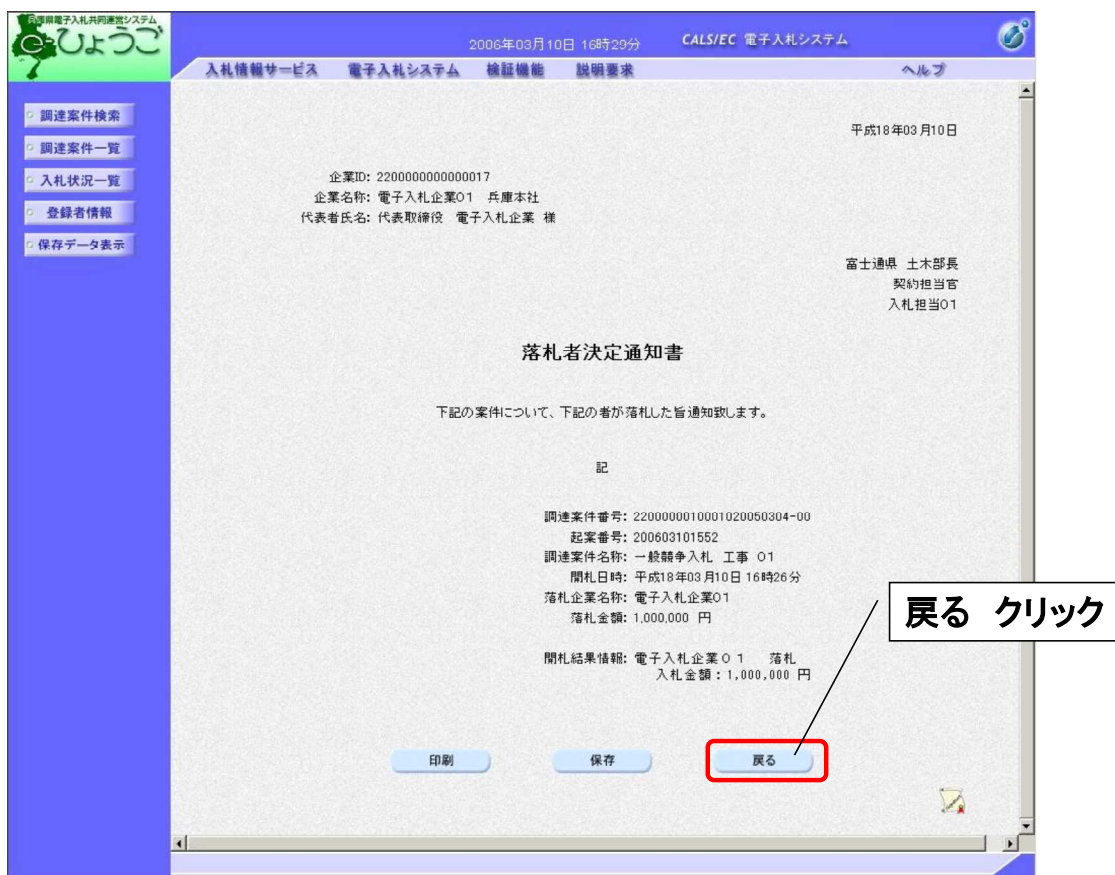 兵庫県電子入札共同運営システム
e-ひょうご
2006年03月10日 16時29分
CALS/EC 電子入札システム
入札情報サービス 電子入札システム 検証機能 説明要求 ヘルプ
調達案件検索
調達案件一覧
入札状況一覧
登録者情報
保存データ表示
平成18年03月10日
企業ID: 2200000000000017
企業名称: 電子入札企業01 兵庫本社
代表者氏名: 代表取締役 電子入札企業 様
富士通県 土木部長
契約担当官
入札担当01
落札者決定通知書
下記の案件について、下記の者が落札した旨通知致します。
記
調達案件番号: 2200000010001020050304-00
起案番号: 200603101552
調達案件名称: 一般競争入札 工事 01
開札日時: 平成18年03月10日 16時26分
落札企業名称: 電子入札企業01
落札金額: 1,000,000 円
開札結果情報: 電子入札企業01 落札
入札金額:1,000,000 円
戻る クリック
印刷 保存 戻る